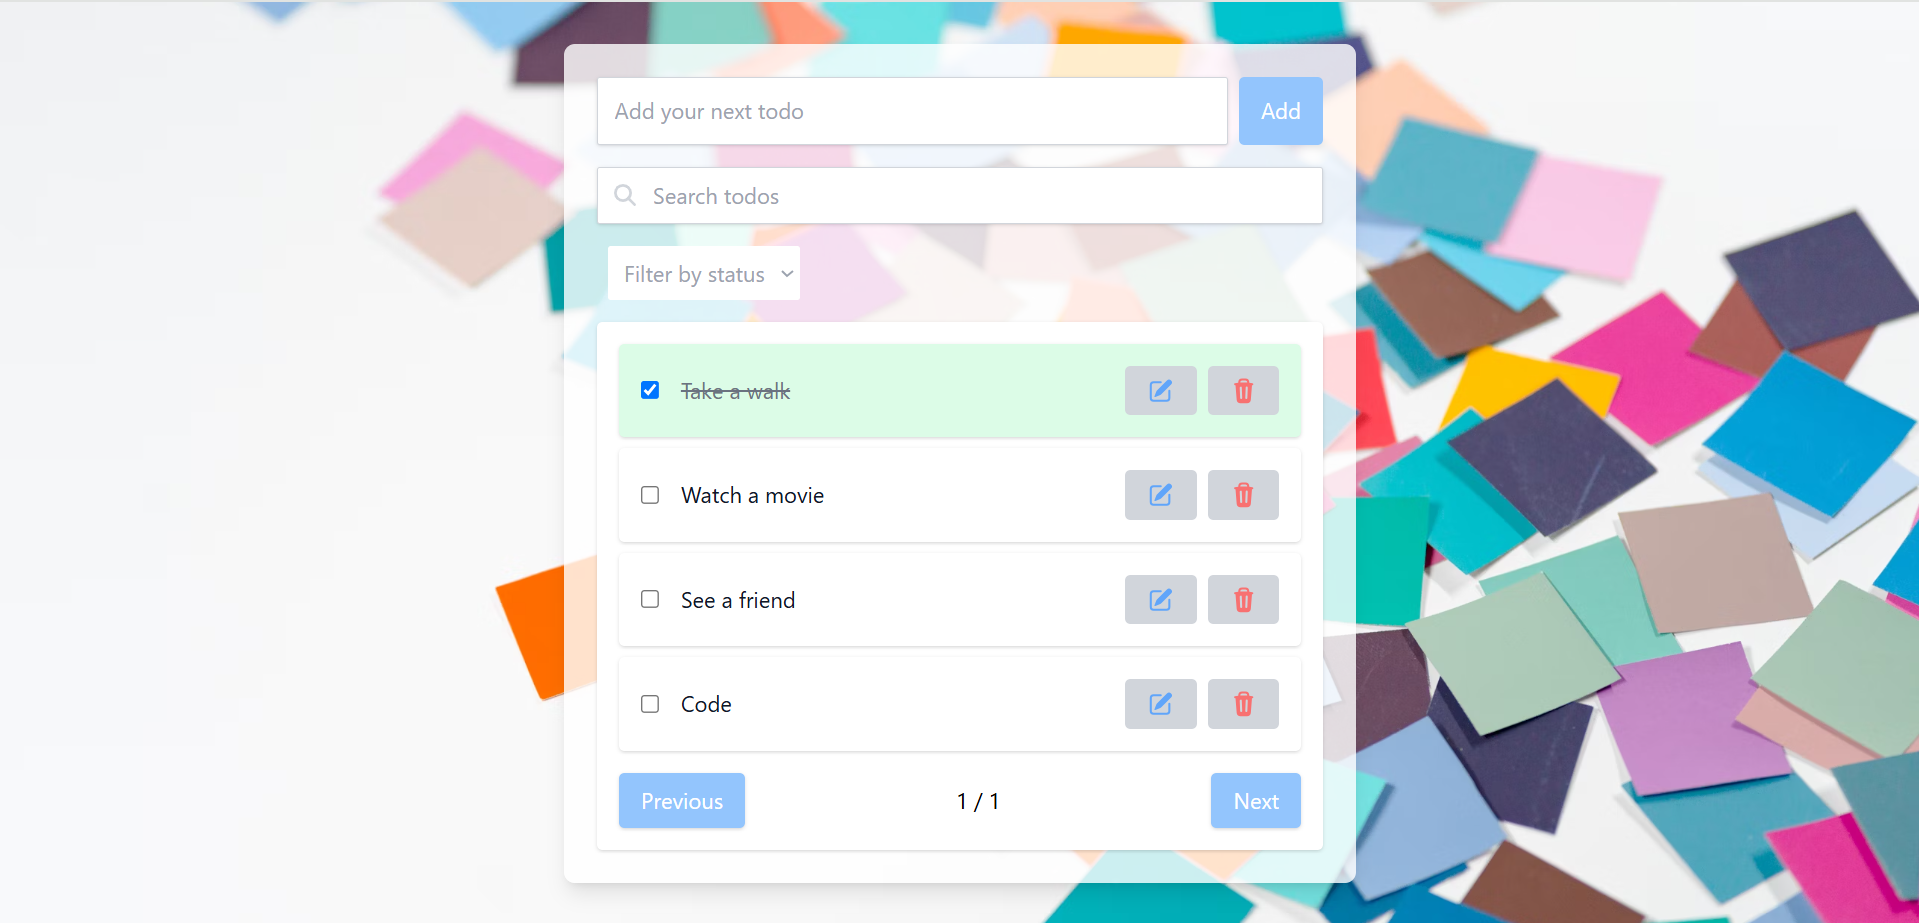 Add your next todo
Add
Search todos
Filter by status
Take a walk
Watch a movie
See a friend
Code
Previous
1 / 1
Next